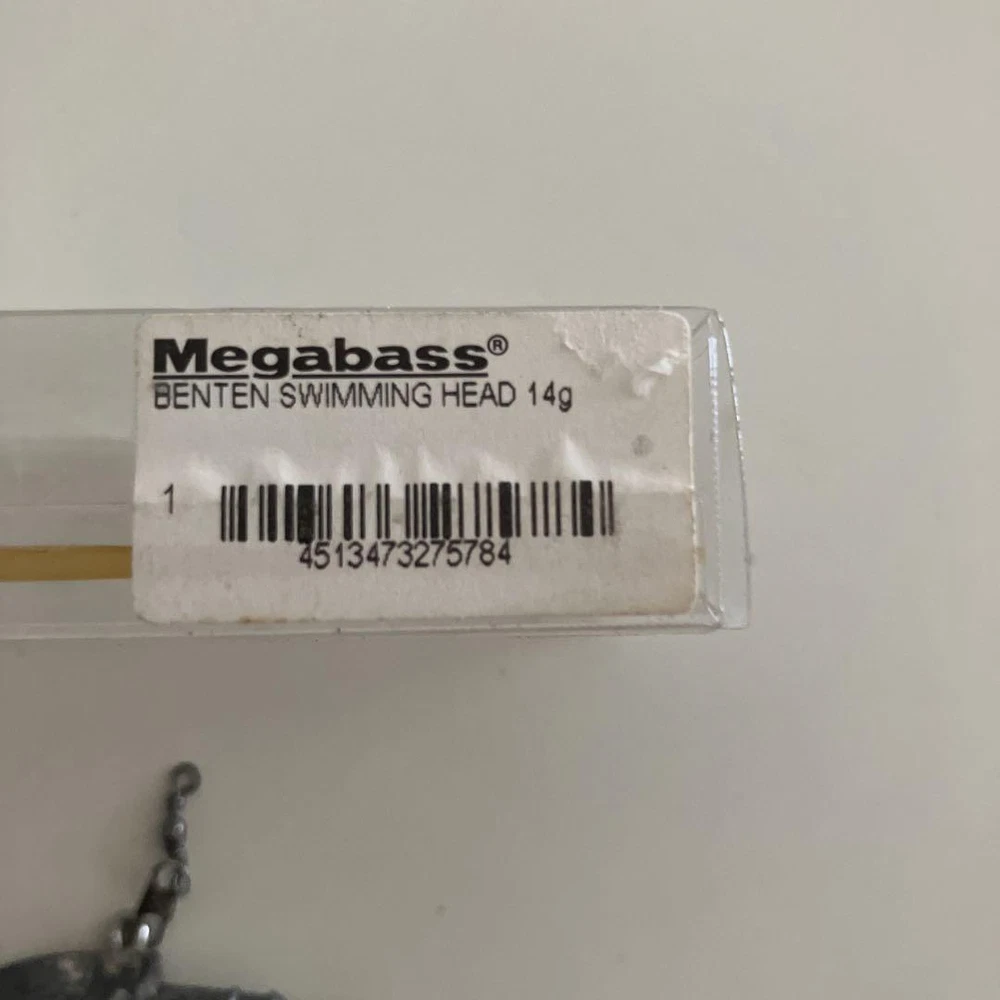 Megabass®
BENTEN SWIMMING HEAD 14g
1
4513473275784